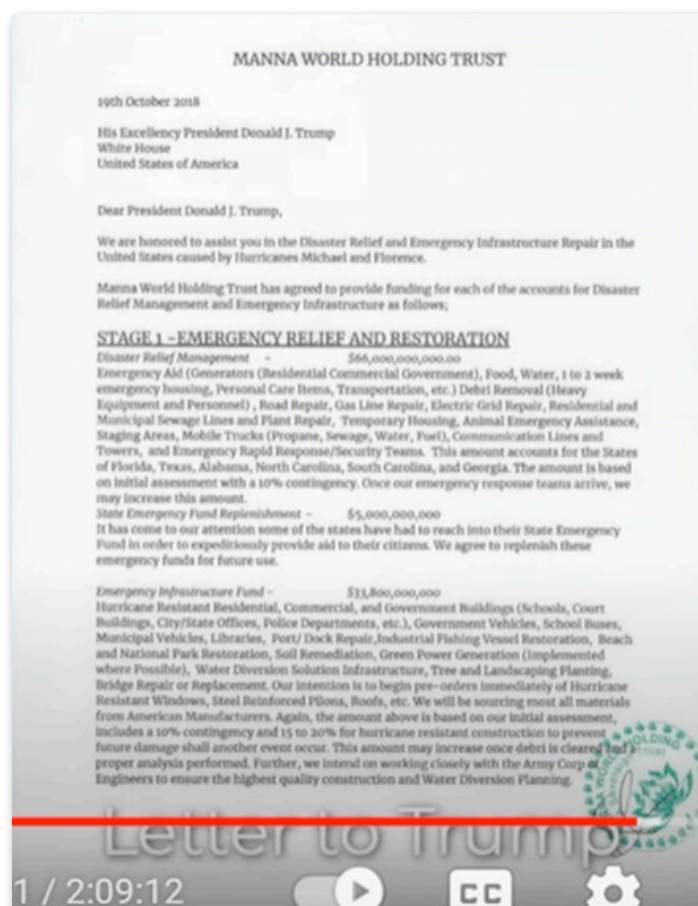 MANNA WORLD HOLDING TRUST
19th October 2018
His Excellency President Donald J. Trump
White House
United States of America
Dear President Donald J. Trump,
We are honored to assist you in the Disaster Relief and Emergency Infrastructure Repair in the
United States caused by Hurricanes Michael and Florence.
Manna World Holding Trust has agreed to provide funding for each of the accounts for Disaster
Relief Management and Emergency Infrastructure as follows;
STAGE 1 -EMERGENCY RELIEF AND RESTORATION
Disaster Relief Management - $66,000,000,000.00
Emergency Aid (Generators (Residential Commercial Government), Food, Water, 1 to 2 week
emergency housing, Personal Care Items, Transportation, etc.) Debri Removal (Heavy
Equipment and Personnel) , Road Repair, Gas Line Repair, Electric Grid Repair, Residential and
Municipal Sewage Lines and Plant Repair, Temporary Housing, Animal Emergency Assistance,
Staging Areas, Mobile Trucks (Propane, Sewage, Water, Fuel), Communication Lines and
Towers, and Emergency Rapid Response/Security Teams. This amount accounts for the States
of Florida, Texas, Alabama, North Carolina, South Carolina, and Georgia. The amount is based
on initial assessment with a 10% contingency. Once our emergency response teams arrive, we
may increase this amount.
State Emergency Fund Replenishment - $5,000,000,000
It has come to our attention some of the states have had to reach into their State Emergency
Fund in order to expeditiously provide aid to their citizens. We agree to replenish these
emergency funds for future use.
Emergency Infrastructure Fund - $33,800,000,000
Hurricane Resistant Residential, Commercial, and Government Buildings (Schools, Court
Buildings, City/State Offices, Police Departments, etc.), Government Vehicles, School Buses,
Municipal Vehicles, Libraries, Port/ Dock Repair,Industrial Fishing Vessel Restoration, Beach
and National Park Restoration, Soil Remediation, Green Power Generation (Implemented
where Possible), Water Diversion Solution Infrastructure, Tree and Landscaping Planting,
Bridge Repair or Replacement. Our intention is to begin pre-orders immediately of Hurricane
Resistant Windows, Steel Reinforced Pilons, Roofs, etc. We will be sourcing most all materials
from American Manufacturers. Again, the amount above is based on our initial assessment,
includes a 10% contingency and 15 to 20% for hurricane resistant construction to prevent
future damage shall another event occur. This amount may increase once debri is cleared and a
proper analysis performed. Further, we intend on working closely with the Army Corp of
Engineers to ensure the highest quality construction and Water Diversion Planning.
WORLD HOLDING
Letter to Trump
1 / 2:09:12
CC